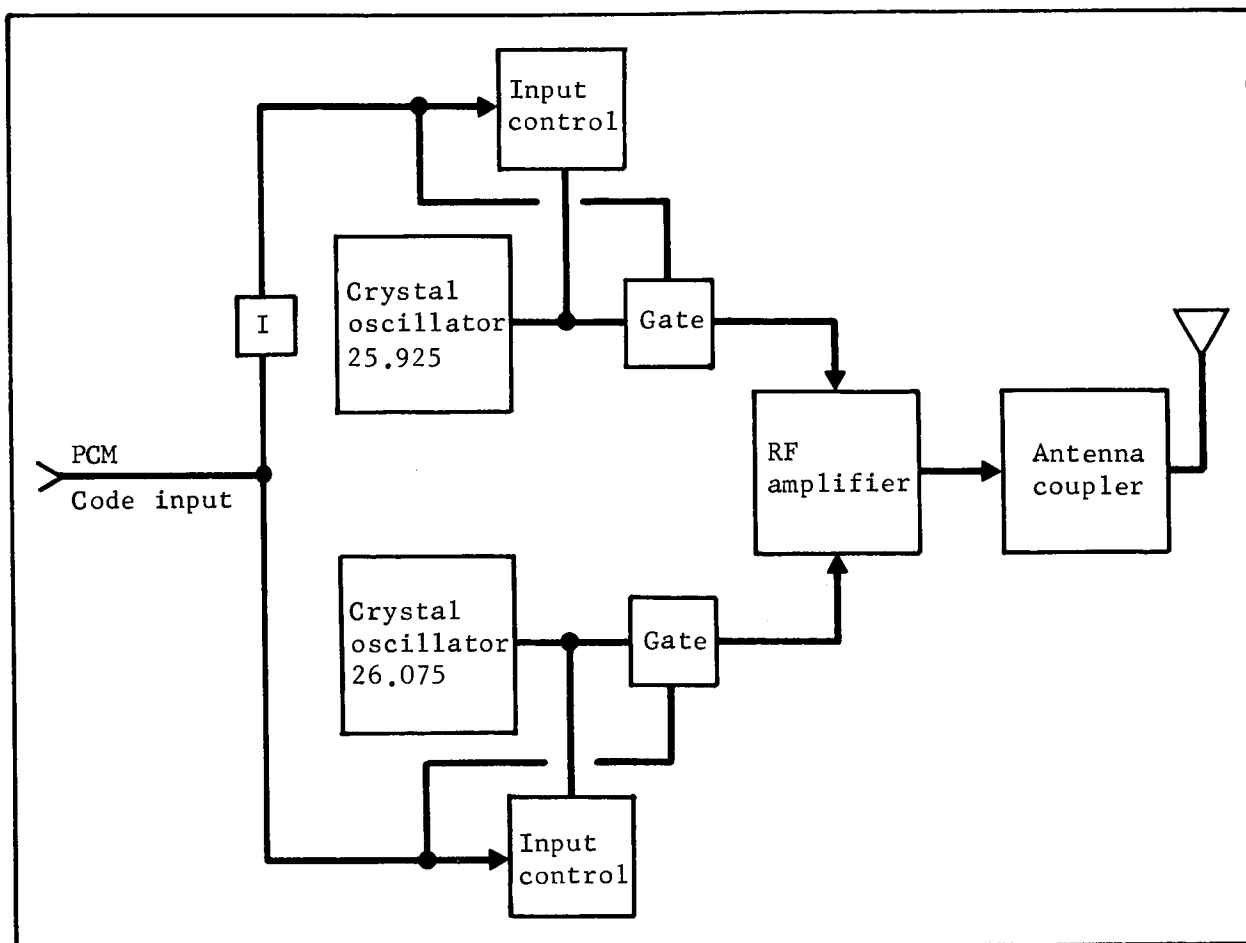 Input
control
Crystal
oscillator
25.925
Gate
I
PCM
Code input
RF
amplifier
Antenna
coupler
Crystal
oscillator
26.075
Gate
Input
control